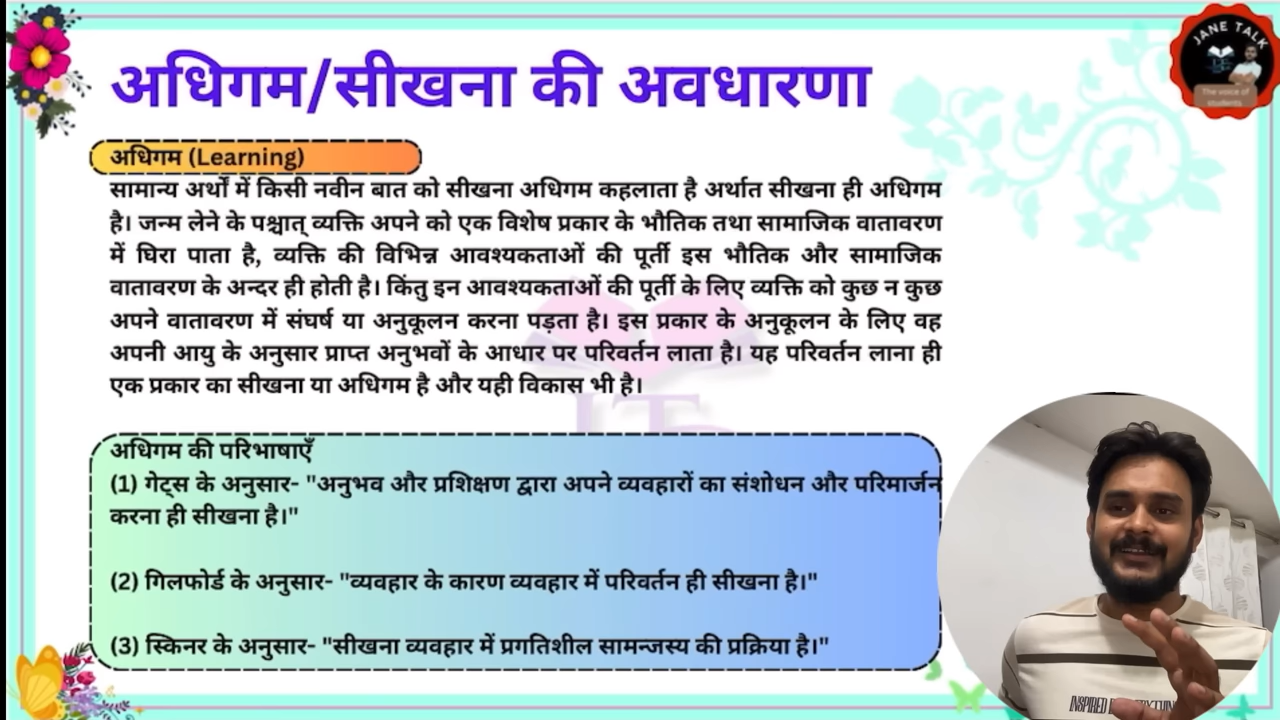 अधिगम/सीखना की अवधारणा
JANE TALK
The voice of
students
अधिगम (Learning)
सामान्य अर्थों में किसी नवीन बात को सीखना अधिगम कहलाता है अर्थात सीखना ही अधिगम
है। जन्म लेने के पश्चात् व्यक्ति अपने को एक विशेष प्रकार के भौतिक तथा सामाजिक वातावरण
में घिरा पाता है, व्यक्ति की विभिन्न आवश्यकताओं की पूर्ती इस भौतिक और सामाजिक
वातावरण के अन्दर ही होती है। किंतु इन आवश्यकताओं की पूर्ती के लिए व्यक्ति को कुछ न कुछ
अपने वातावरण में संघर्ष या अनुकूलन करना पड़ता है। इस प्रकार के अनुकूलन के लिए वह
अपनी आयु के अनुसार प्राप्त अनुभवों के आधार पर परिवर्तन लाता है। यह परिवर्तन लाना ही
एक प्रकार का सीखना या अधिगम है और यही विकास भी है।
अधिगम की परिभाषाएँ
(1) गेट्स के अनुसार- "अनुभव और प्रशिक्षण द्वारा अपने व्यवहारों का संशोधन और परिमार्जन
करना ही सीखना है।"
(2) गिलफोर्ड के अनुसार- "व्यवहार के कारण व्यवहार में परिवर्तन ही सीखना है।"
(3) स्किनर के अनुसार- "सीखना व्यवहार में प्रगतिशील सामन्जस्य की प्रक्रिया है।"
INSPIRED